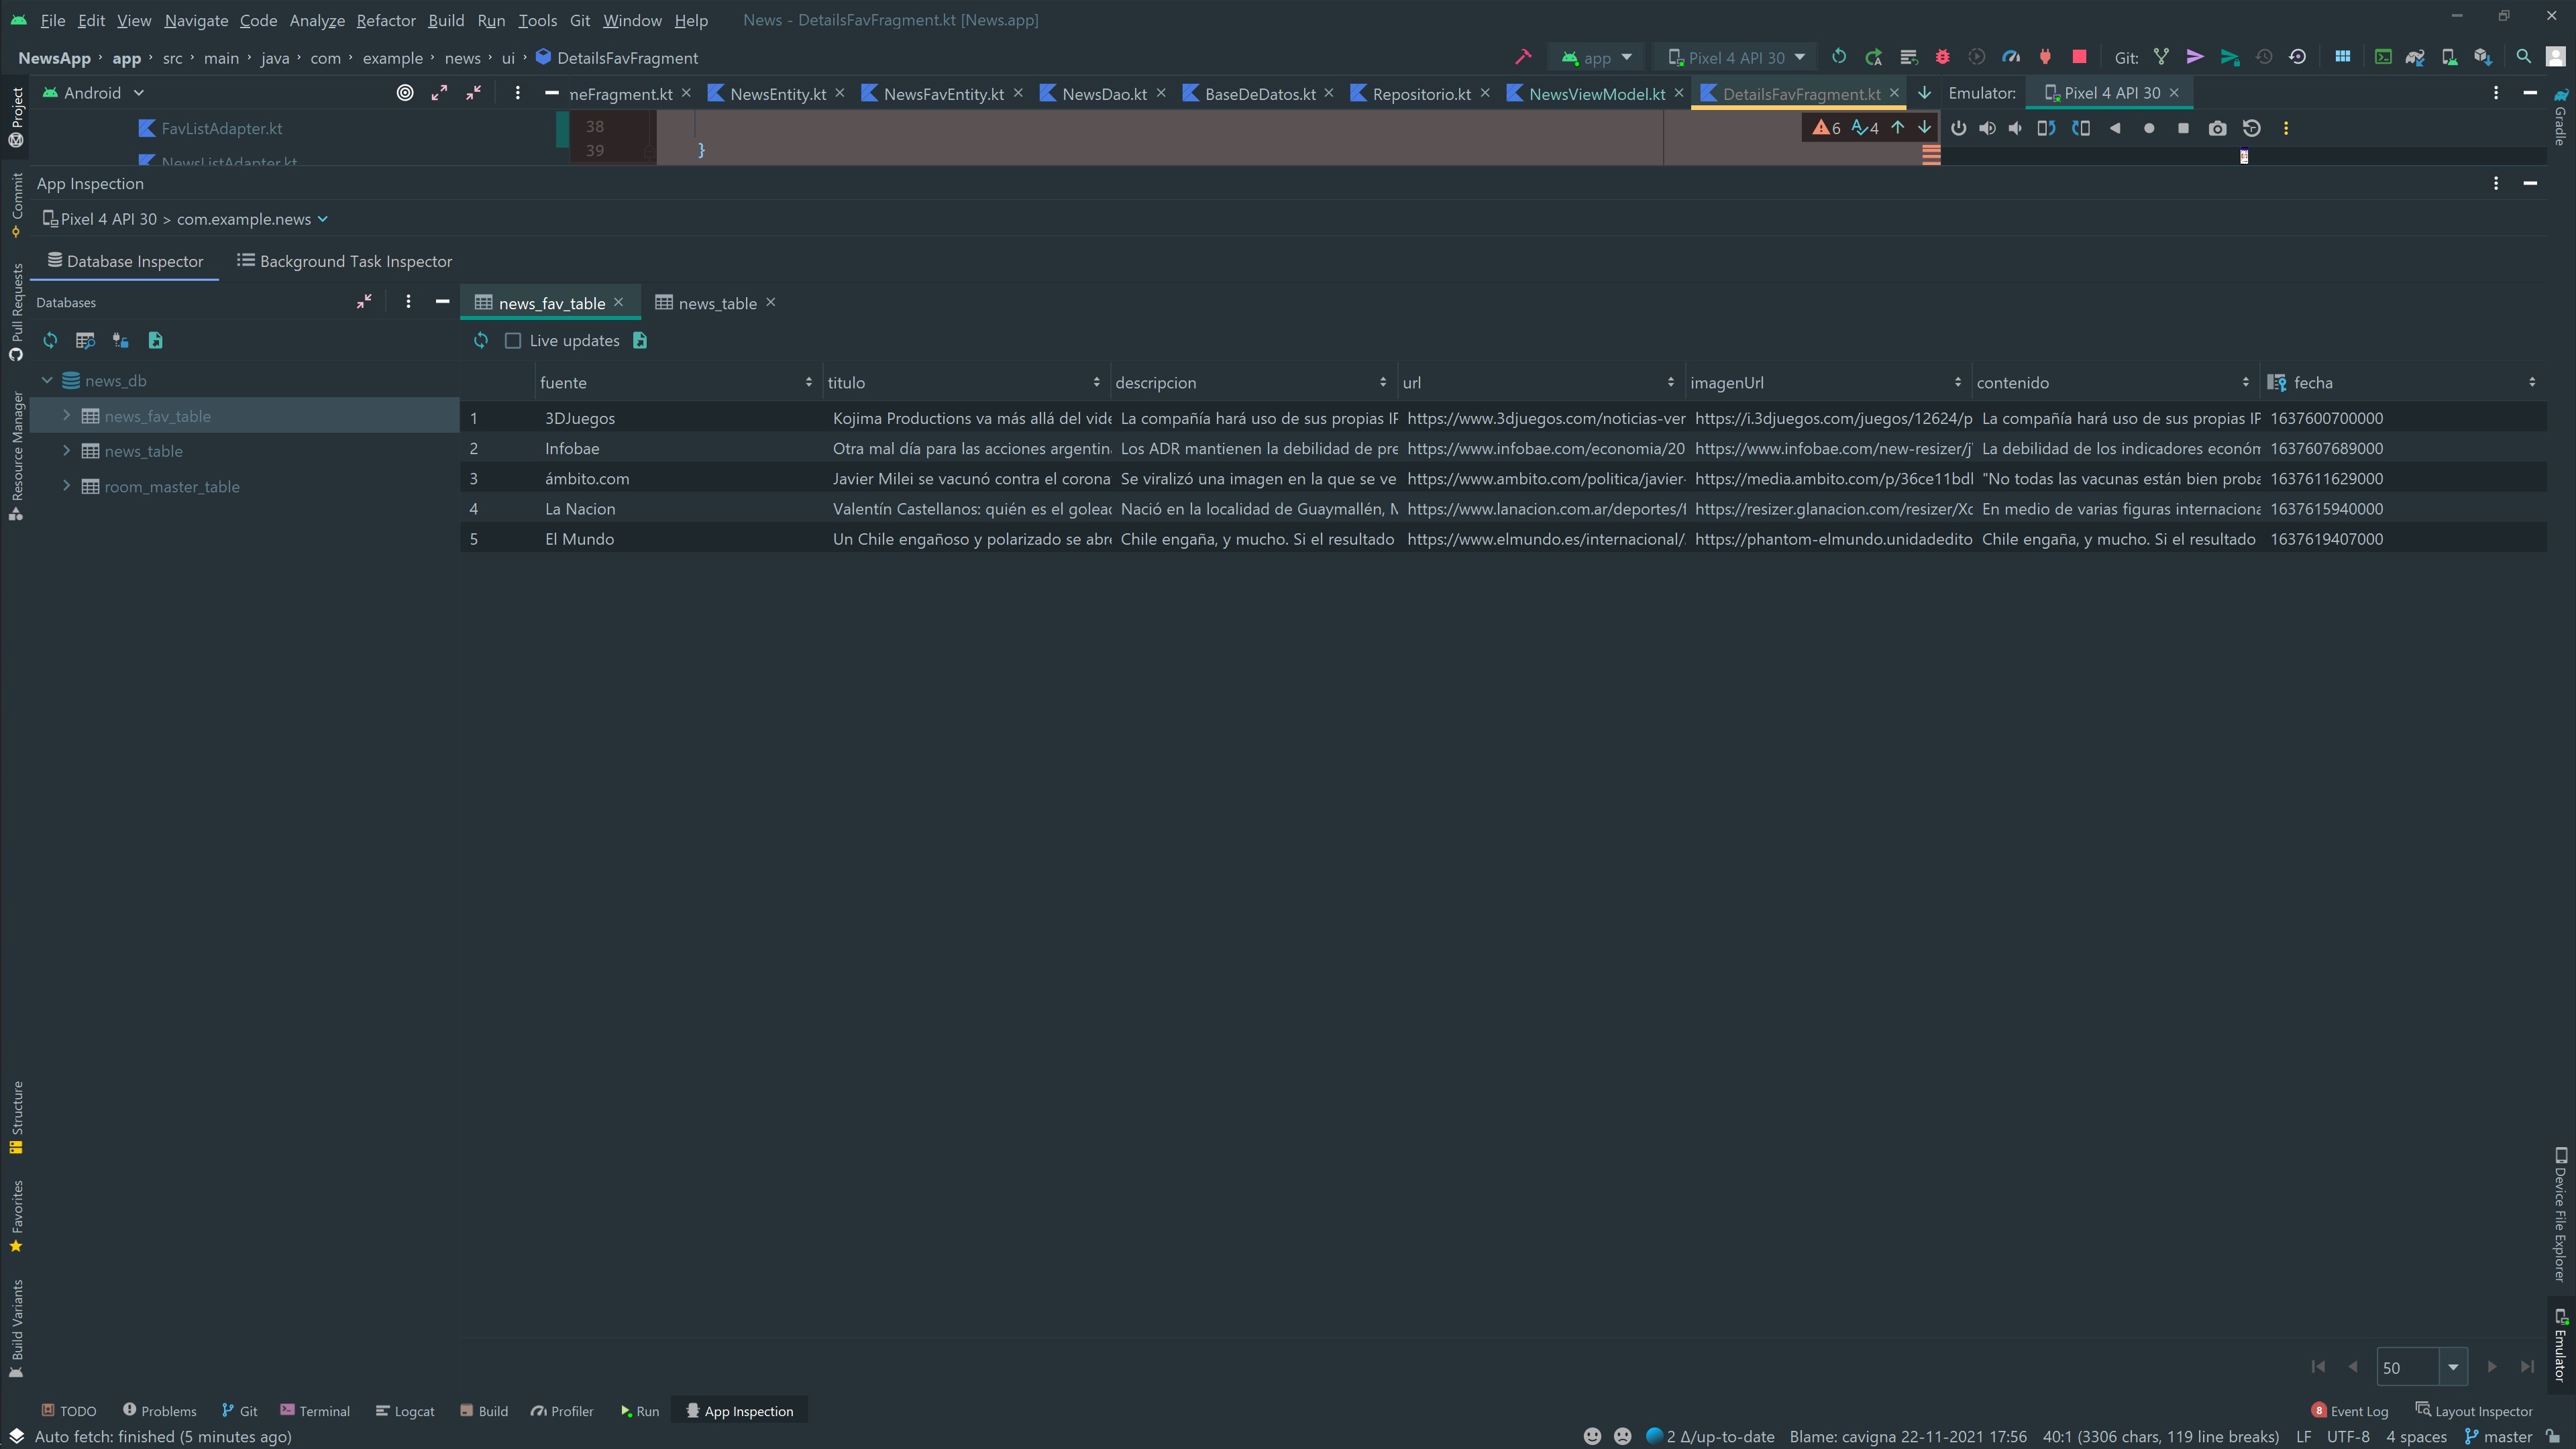 File Edit View Navigate Code Analyze Refactor Build Run Tools Git Window Help News - DetailsFavFragment.kt [News.app]
NewsApp app src main java com example news ui DetailsFavFragment app Pixel 4 API 30 Git:
Android neFragment.kt NewsEntity.kt NewsFavEntity.kt NewsDao.kt BaseDeDatos.kt Repositorio.kt NewsViewModel.kt DetailsFavFragment.kt Emulator: Pixel 4 API 30
FavListAdapter.kt 38 6 4
NewsListAdapter.kt 39 }
App Inspection
Pixel 4 API 30 > com.example.news
Database Inspector Background Task Inspector
Databases news_fav_table news_table
Live updates
news_db
news_fav_table
news_table
room_master_table
fuente titulo descripcion url imagenUrl contenido fecha
1 3DJuegos Kojima Productions va más allá del vide La compañía hará uso de sus propias IP https://www.3djuegos.com/noticias-ver https://i.3djuegos.com/juegos/12624/p La compañía hará uso de sus propias IP 1637600700000
2 Infobae Otra mal día para las acciones argentin Los ADR mantienen la debilidad de pre https://www.infobae.com/economia/20 https://www.infobae.com/new-resizer/j La debilidad de los indicadores económ 1637607689000
3 ámbito.com Javier Milei se vacunó contra el corona Se viralizó una imagen en la que se ve https://www.ambito.com/politica/javier- https://media.ambito.com/p/36ce11bdl "No todas las vacunas están bien proba 1637611629000
4 La Nacion Valentín Castellanos: quién es el golead Nació en la localidad de Guaymallén, M https://www.lanacion.com.ar/deportes/f https://resizer.glanacion.com/resizer/Xc En medio de varias figuras internaciona 1637615940000
5 El Mundo Un Chile engañoso y polarizado se abre Chile engaña, y mucho. Si el resultado https://www.elmundo.es/internacional/ https://phantom-elmundo.unidadedito Chile engaña, y mucho. Si el resultado 1637619407000
50
Project
Commit
Pull Requests
Resource Manager
Structure
Favorites
Build Variants
Gradle
Device File Explorer
Emulator
TODO Problems Git Terminal Logcat Build Profiler Run App Inspection 8 Event Log Layout Inspector
Auto fetch: finished (5 minutes ago) 2 Δ/up-to-date Blame: cavigna 22-11-2021 17:56 40:1 (3306 chars, 119 line breaks) LF UTF-8 4 spaces master